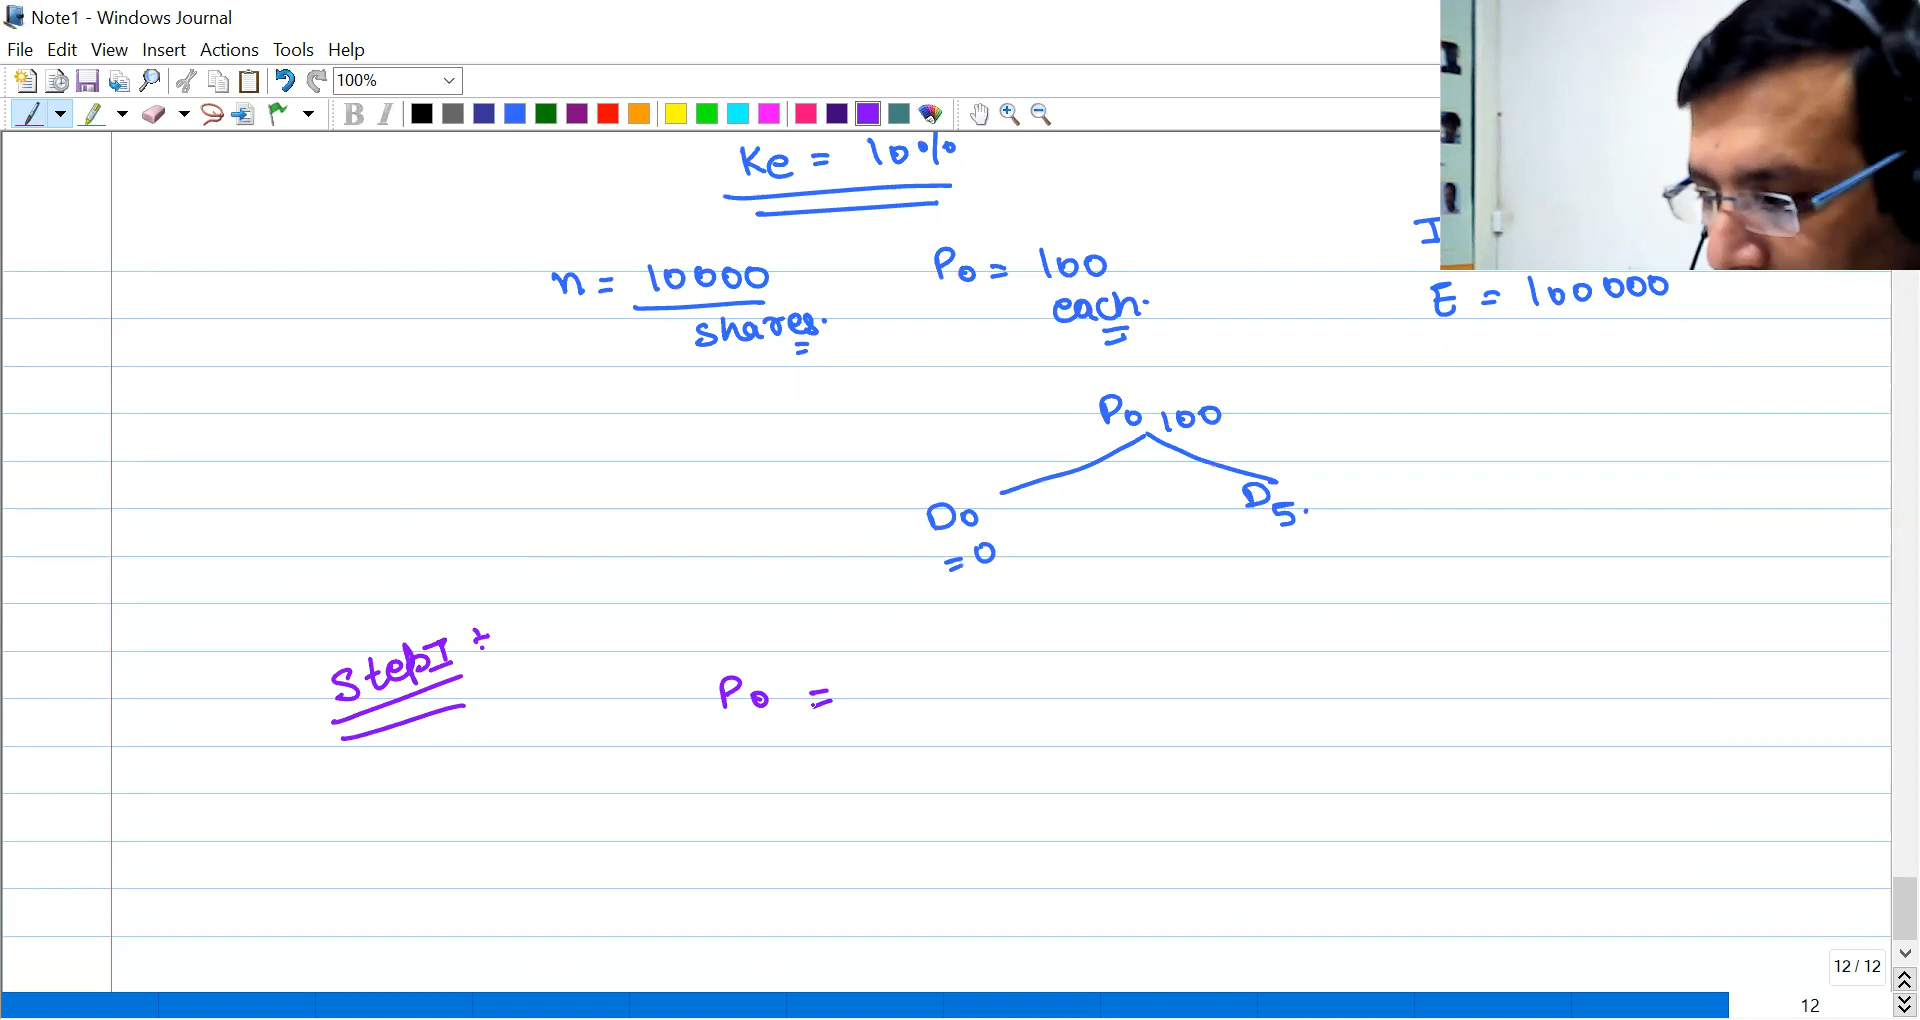 Note1 - Windows Journal
File Edit View Insert Actions Tools Help
100%
B I
Ke = 10%
n = 10000
shares.
Po = 100
each.
I
E = 100000
Po 100
Do
= 0
D5.
Step I :
Po =
12 / 12
12